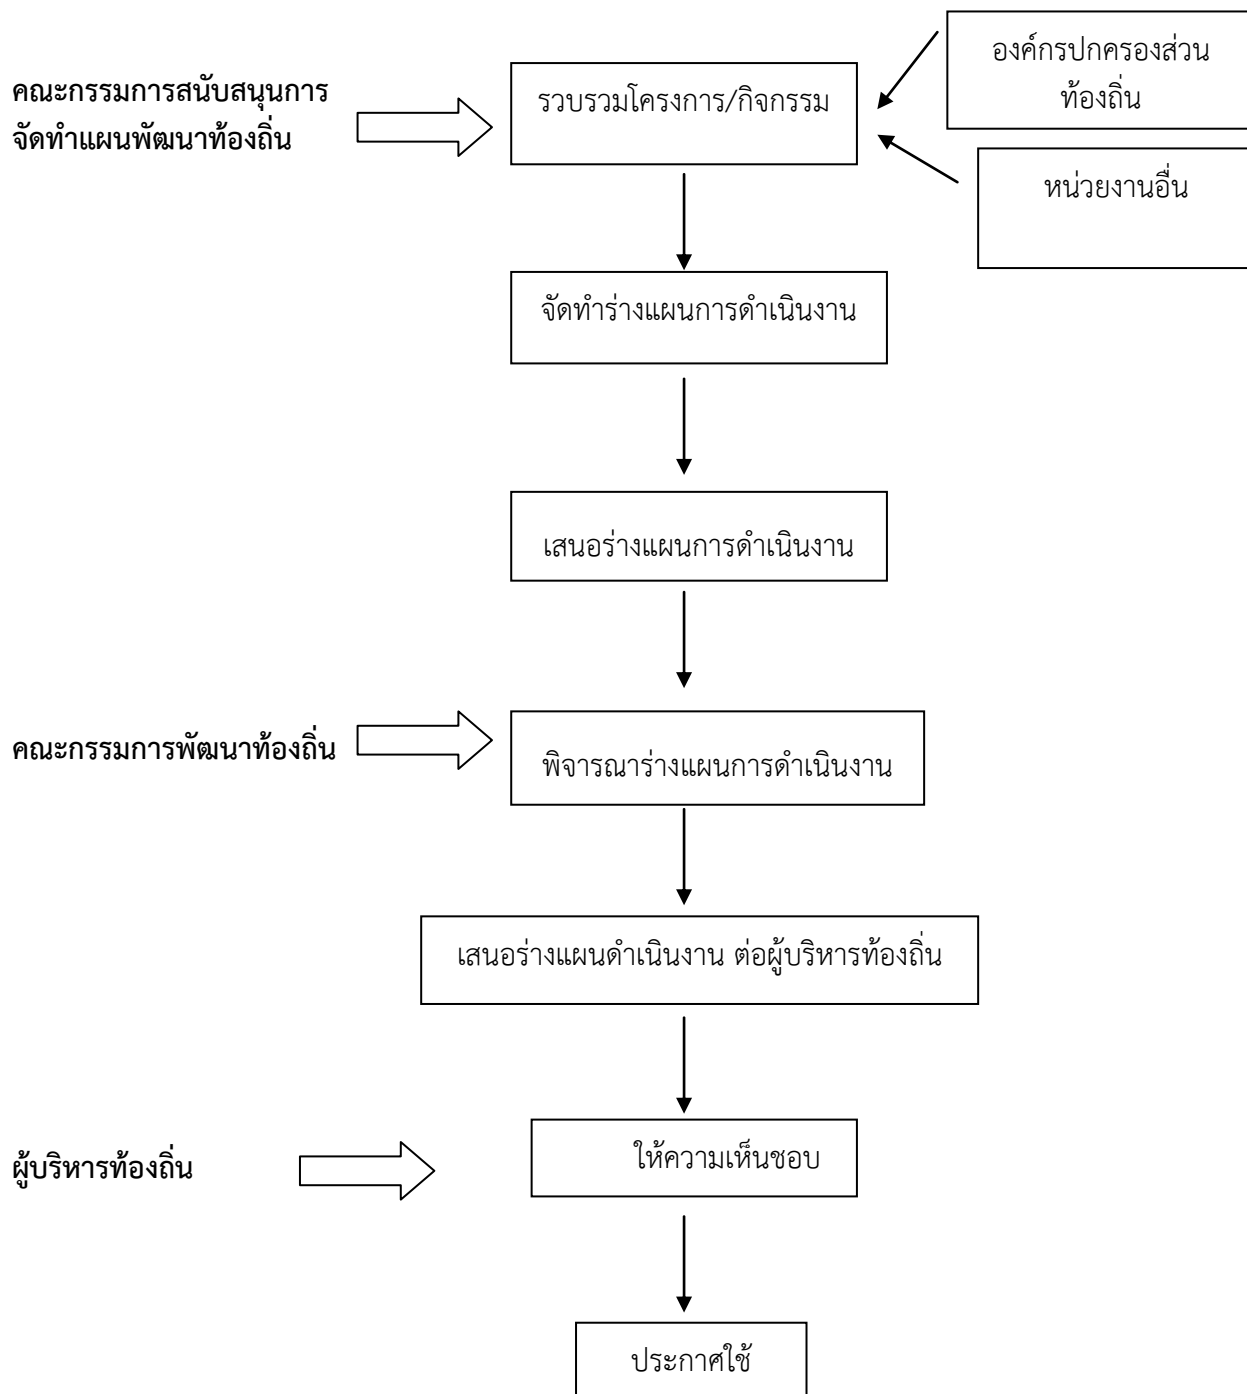 องค์กรปกครองส่วน
ท้องถิ่น
คณะกรรมการสนับสนุนการ
จัดทำแผนพัฒนาท้องถิ่น
รวบรวมโครงการ/กิจกรรม
หน่วยงานอื่น
จัดทำร่างแผนการดำเนินงาน
เสนอร่างแผนการดำเนินงาน
คณะกรรมการพัฒนาท้องถิ่น
พิจารณาร่างแผนการดำเนินงาน
เสนอร่างแผนดำเนินงาน ต่อผู้บริหารท้องถิ่น
ผู้บริหารท้องถิ่น
ให้ความเห็นชอบ
ประกาศใช้